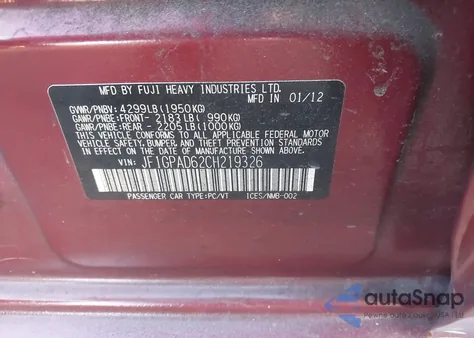 MFD BY FUJI HEAVY INDUSTRIES LTD.
MFD IN 01/12
GVWR/PNBV: 4299LB(1950KG)
GAWR/PNBE:FRONT- 2183LB( 990KG)
GAWR/PNBE:REAR - 2205LB(1000KG)
THIS VEHICLE CONFORMS TO ALL
APPLICABLE FEDERAL MOTOR
VEHICLE SAFETY, BUMPER, AND
THEFT PREVENTION STANDARDS
IN EFFECT ON THE DATE OF
MANUFACTURE SHOWN ABOVE.
VIN: JF1GPAD62CH219326
PASSENGER CAR TYPE:PC/VT
ICES/NMB-002
autoSnap